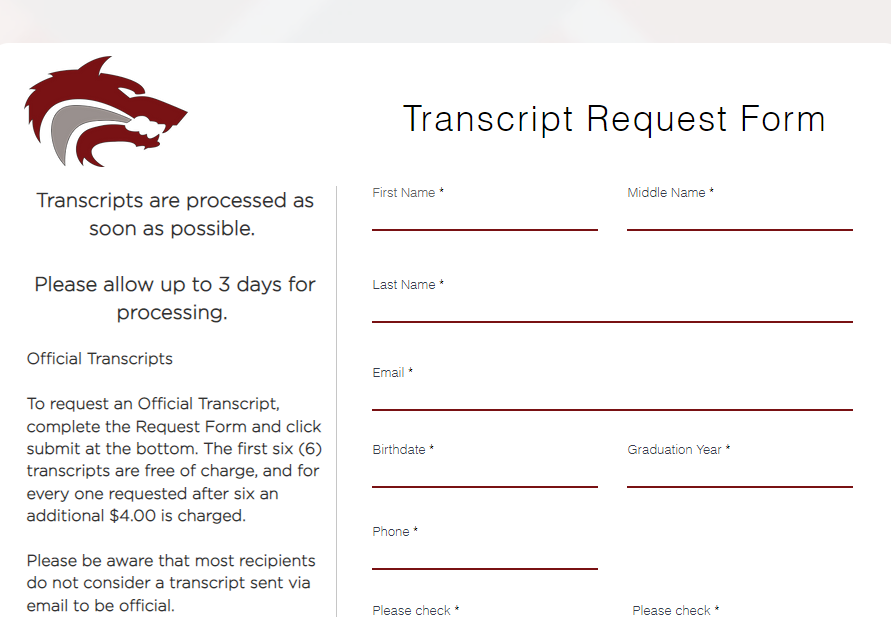 Transcript Request Form
Transcripts are processed as
soon as possible.
Please allow up to 3 days for
processing.
Official Transcripts
To request an Official Transcript,
complete the Request Form and click
submit at the bottom. The first six (6)
transcripts are free of charge, and for
every one requested after six an
additional $4.00 is charged.
Please be aware that most recipients
do not consider a transcript sent via
email to be official.
First Name *
Middle Name *
Last Name *
Email *
Birthdate *
Graduation Year *
Phone *
Please check *
Please check *